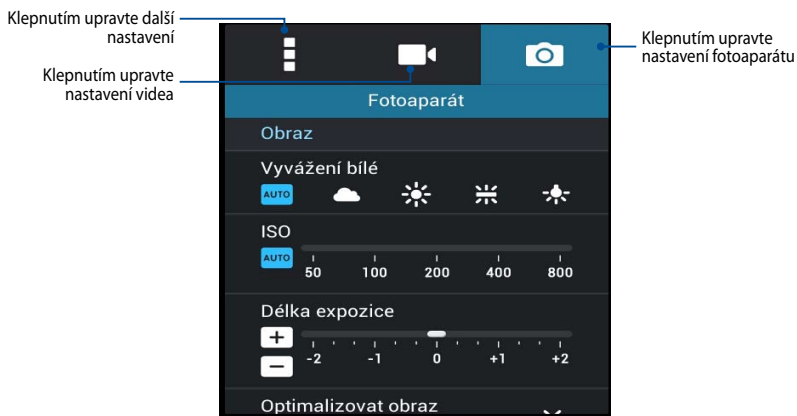 Klepnutím upravte další
nastavení
Klepnutím upravte
nastavení videa
Klepnutím upravte
nastavení fotoaparátu
Fotoaparát
Obraz
Vyvážení bílé
AUTO
ISO
AUTO
50 100 200 400 800
Délka expozice
+
-2 -1 0 +1 +2
−
Optimalizovat obraz